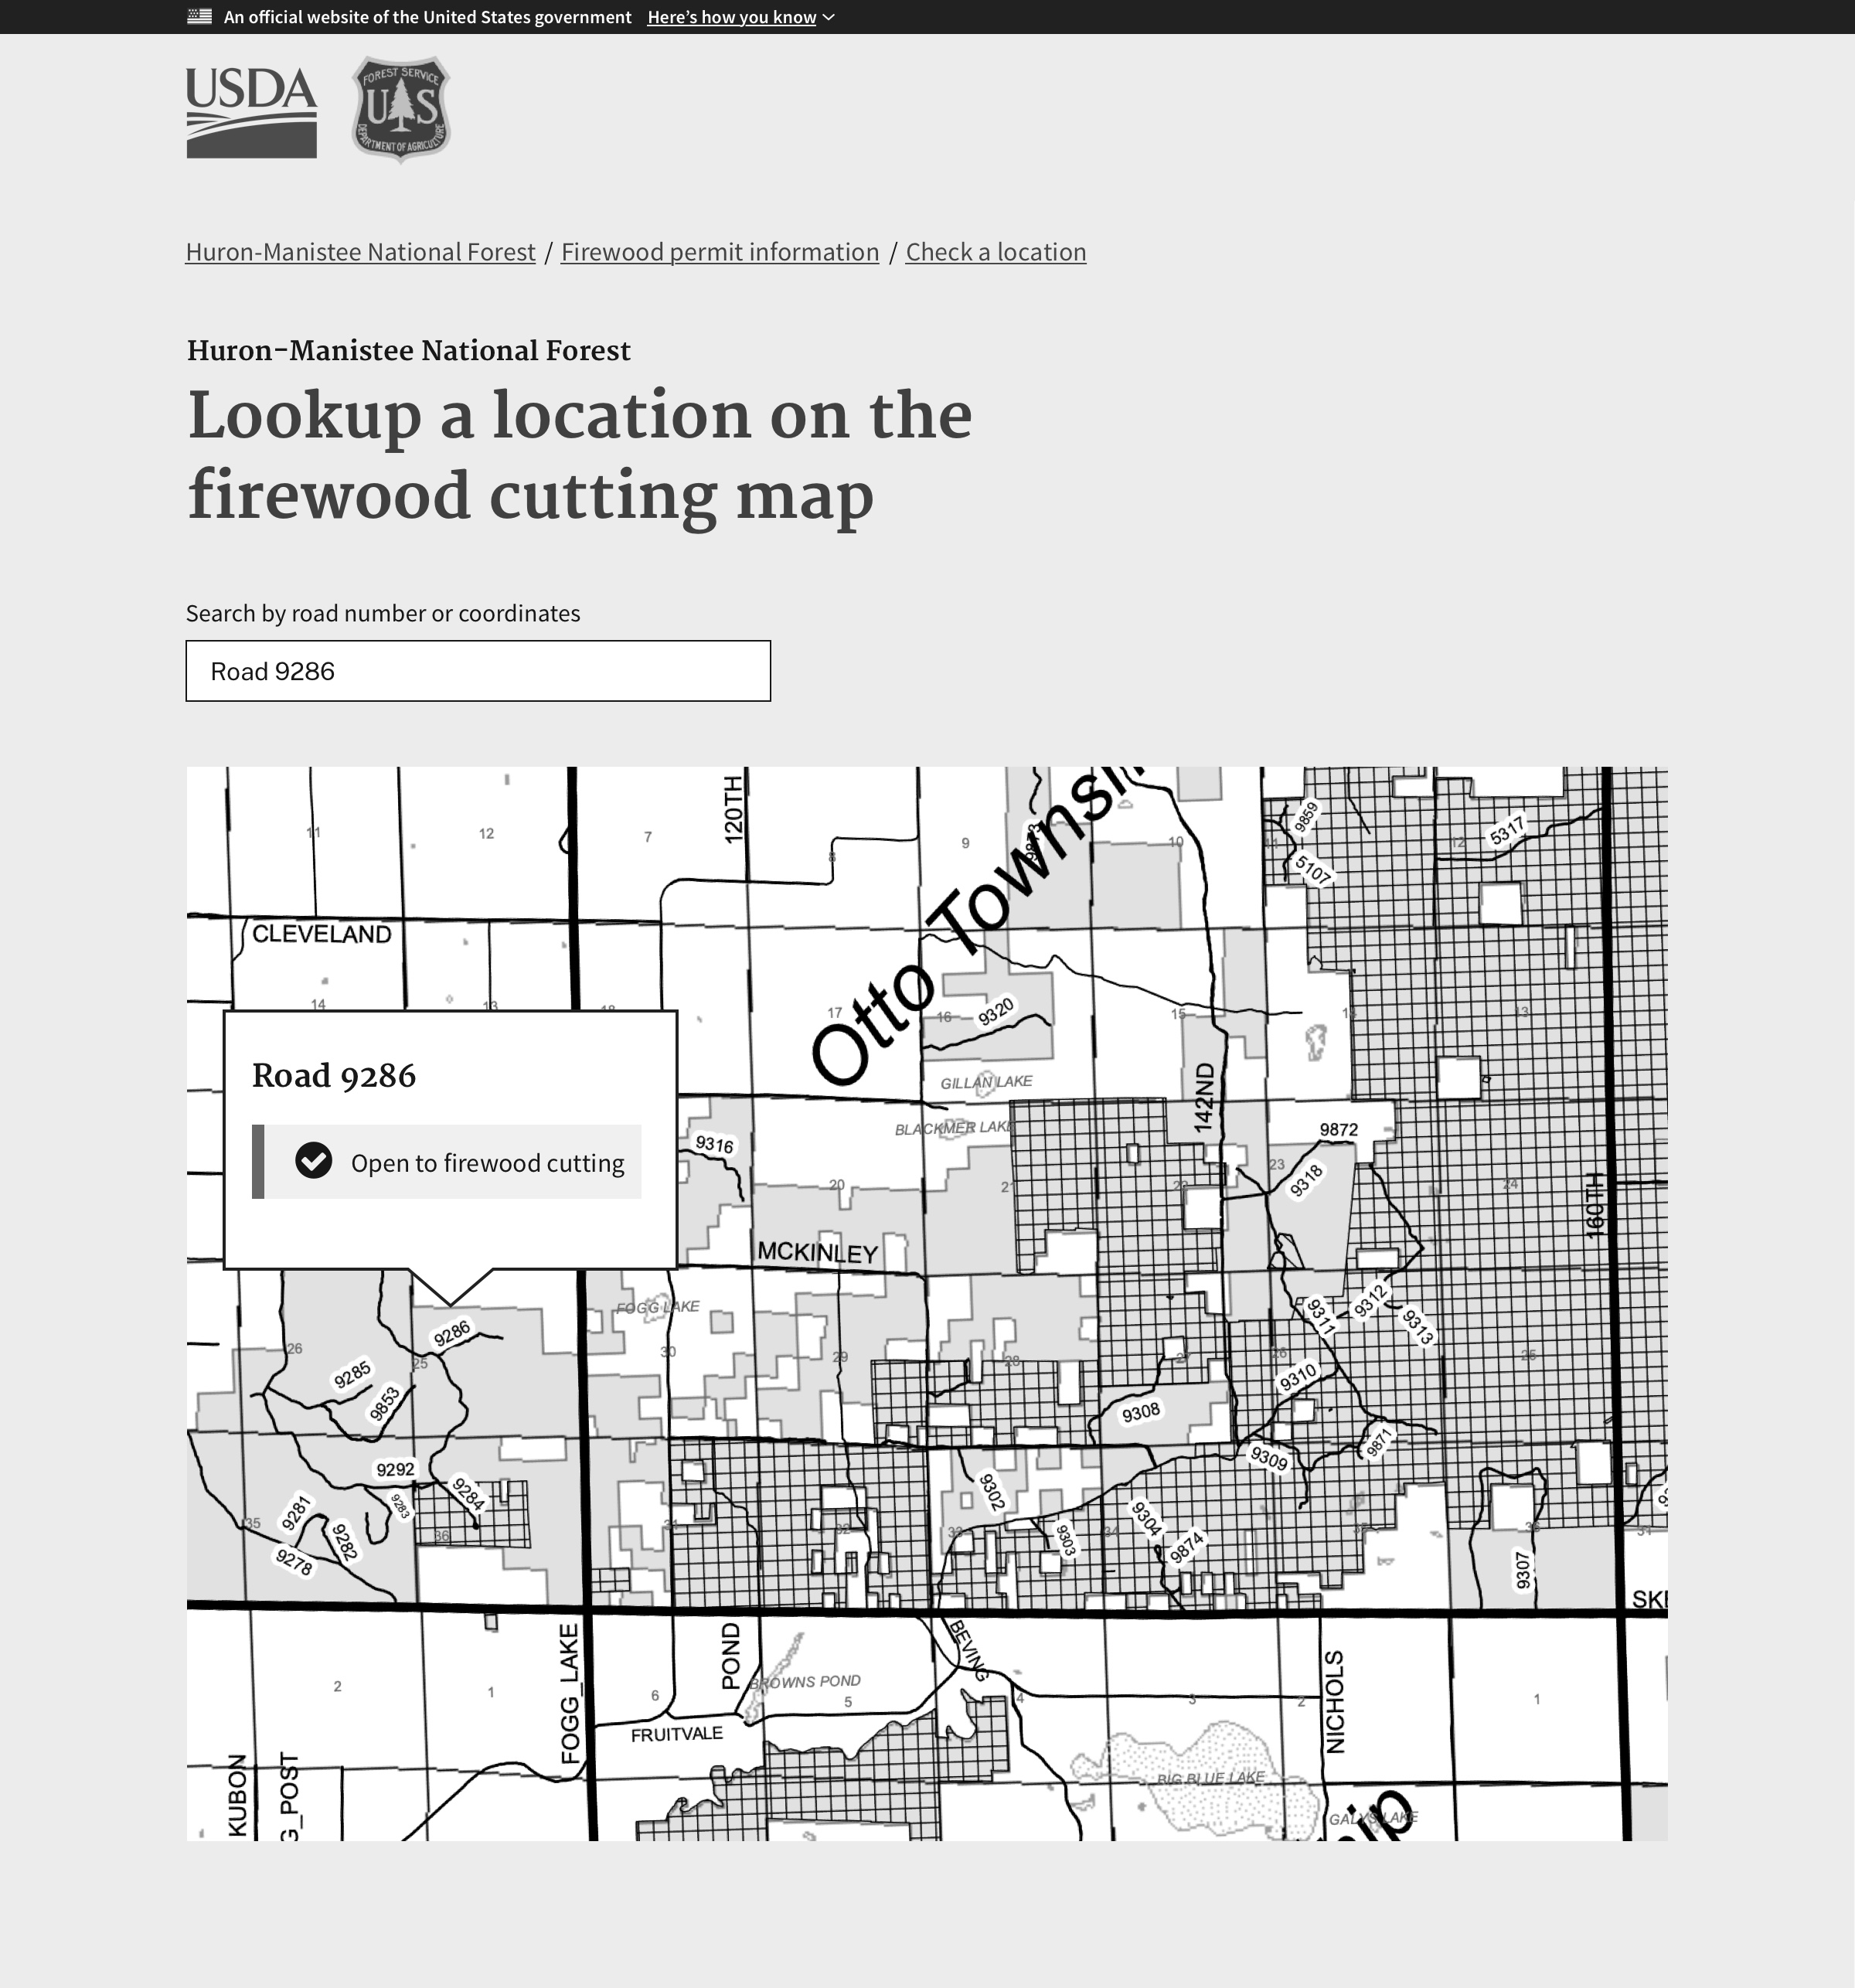 An official website of the United States government Here's how you know
USDA
FOREST SERVICE
U S
DEPARTMENT OF AGRICULTURE
Huron-Manistee National Forest / Firewood permit information / Check a location
Huron-Manistee National Forest
Lookup a location on the
firewood cutting map
Search by road number or coordinates
Road 9286
120TH
11
12
7
9
10
11
12
9859
5317
5107
Otto
CLEVELAND
14
13
17
16
9320
15
13
GILLAN LAKE
142ND
BLACKMER LAKE
9872
Road 9286
Open to firewood cutting
9316
20
21
22
23
9318
24
160TH
MCKINLEY
FOGG LAKE
9286
26
25
30
29
28
27
26
25
9311
9312
9313
9285
9853
9310
9308
9292
9309
9871
9284
9283
9281
9282
9278
35
36
31
32
33
34
9302
9303
9304
9874
9307
FOGG_LAKE
POND
BEVING
BROWNS POND
NICHOLS
2
1
6
5
4
3
2
1
FRUITVALE
KUBON
BIG BLUE LAKE
GALYS LAKE